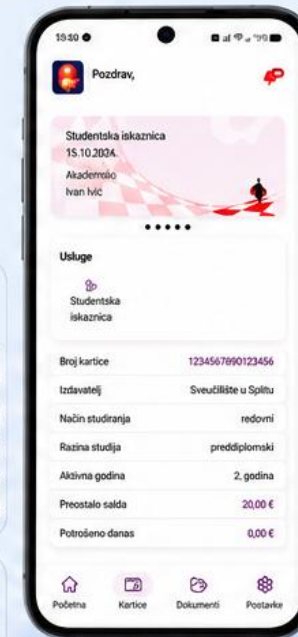 Pozdrav,
Studentska iskaznica
15.10.2024.
Ivan Ivić
Usluge
Studentska
iskaznica
Broj kartice 1234567890123456
Izdavatelj Sveučilište u Splitu
Način studiranja redovni
Razina studija preddiplomski
Aktivna godina 2. godina
Preostalo salda 20,00 €
Potrošeno danas 0,00 €
Početna Kartice Dokumenti Postavke